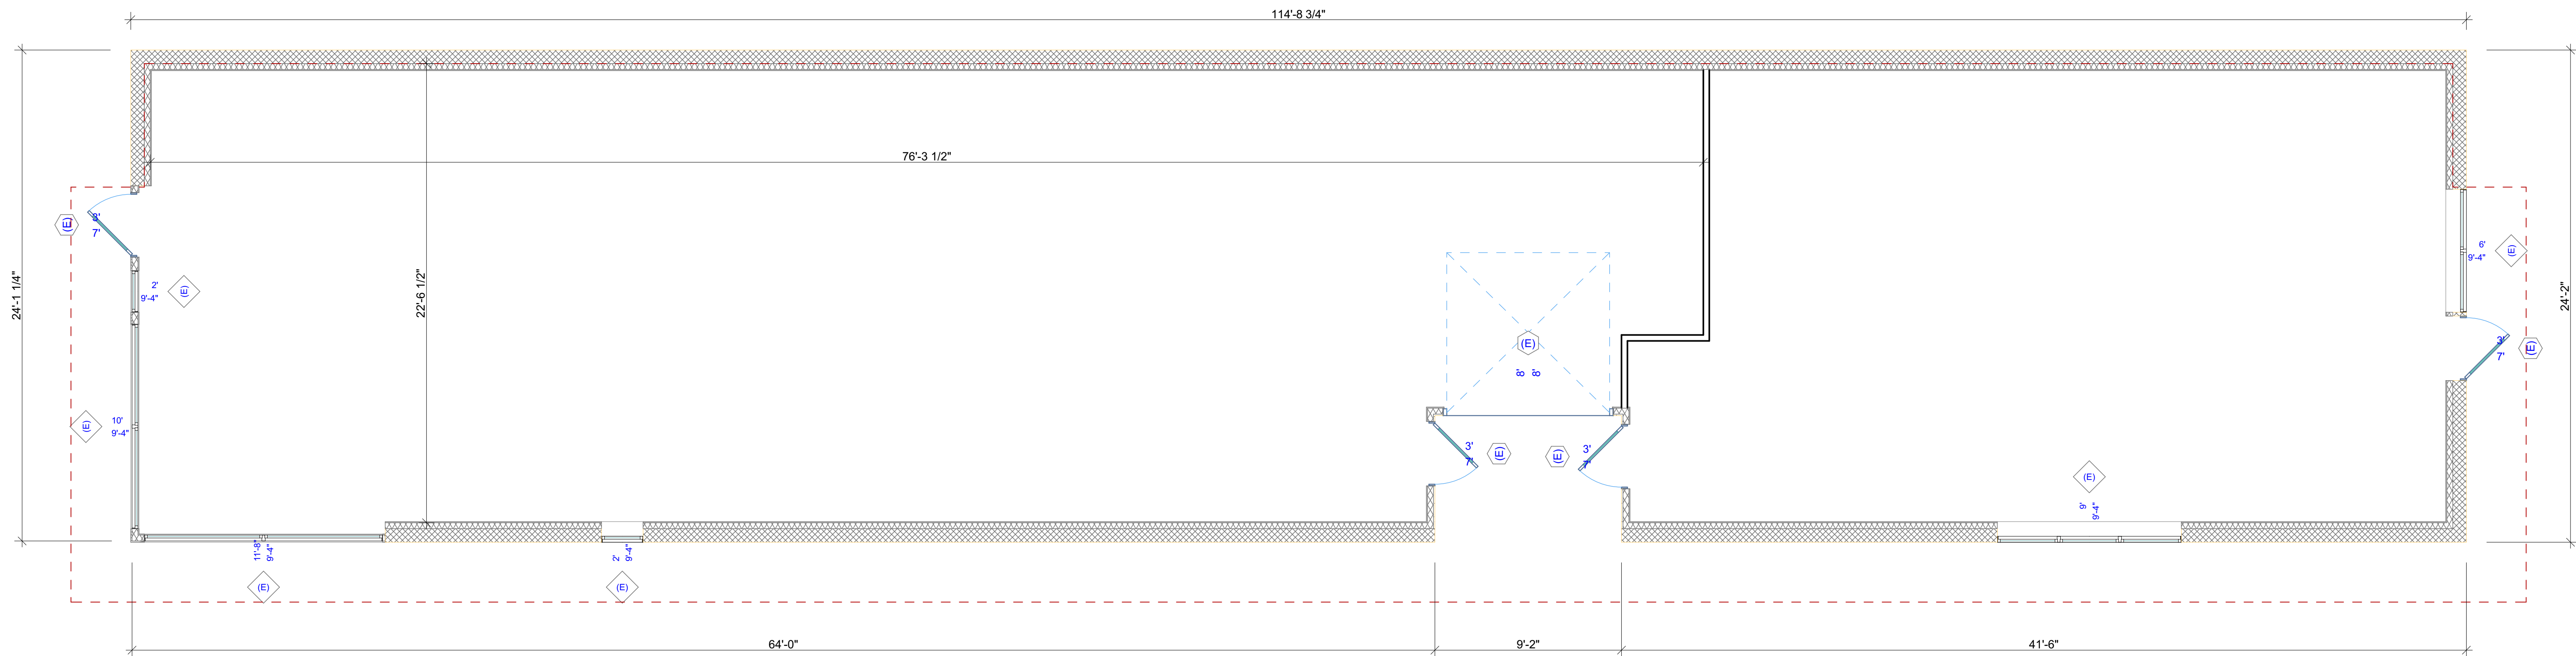 114'-8 3/4"
76'-3 1/2"
24'-1 1/4"
22'-6 1/2"
24'-2"
(E)
7'
2'
9'-4"
(E)
10'
9'-4"
(E)
11'-8"
9'-4"
(E)
2'
9'-4"
(E)
(E)
8'
8'
3'
7'
(E)
3'
7'
(E)
6'
9'-4"
(E)
3'
7'
(E)
(E)
9'
9'-4"
64'-0"
9'-2"
41'-6"